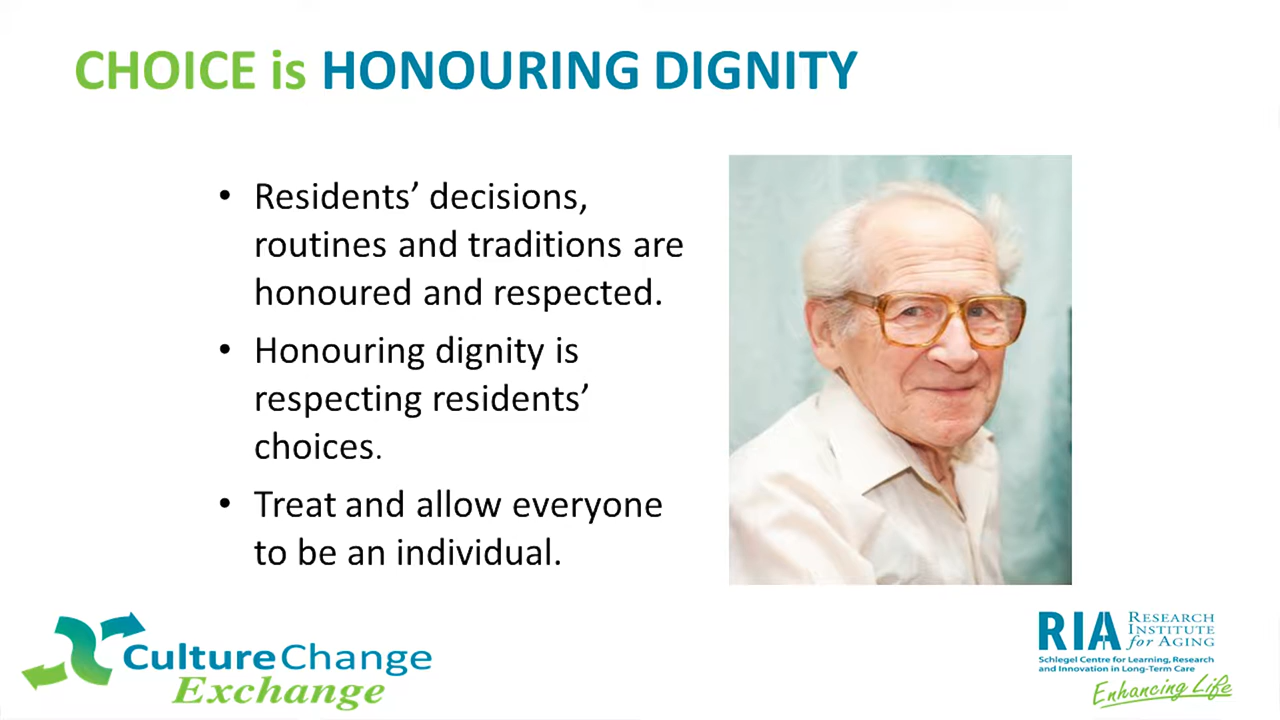 CHOICE is HONOURING DIGNITY
• Residents’ decisions,
routines and traditions are
honoured and respected.
• Honouring dignity is
respecting residents’
choices.
• Treat and allow everyone
to be an individual.
CultureChange
Exchange
RIA RESEARCH
INSTITUTE
for AGING
Schlegel Centre for Learning, Research
and Innovation in Long-Term Care
Enhancing Life